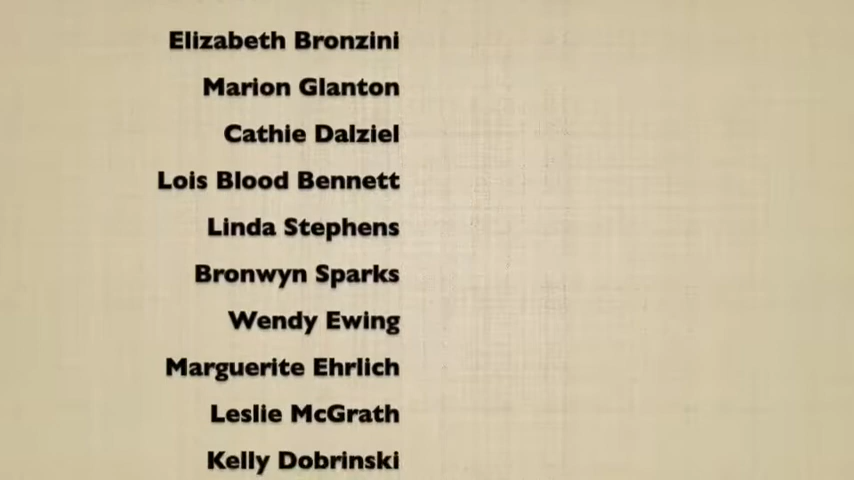 Elizabeth Bronzini
Marion Glanton
Cathie Dalziel
Lois Blood Bennett
Linda Stephens
Bronwyn Sparks
Wendy Ewing
Marguerite Ehrlich
Leslie McGrath
Kelly Dobrinski